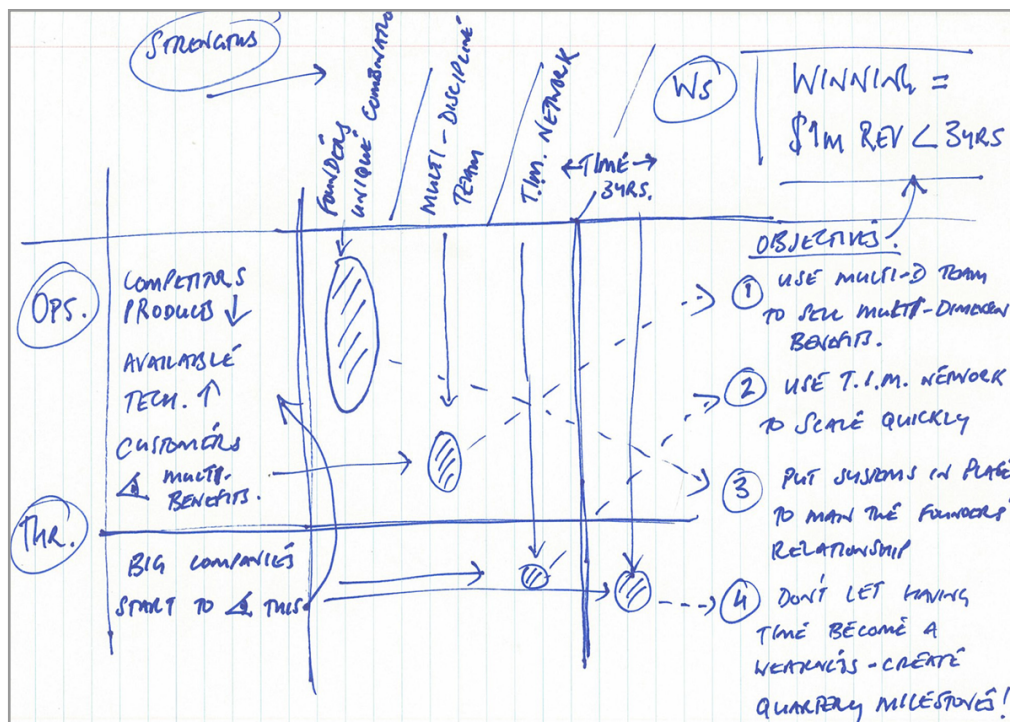 STRENGTHS
FOUNDERS
UNIQUE COMBINATIO
MULTI-DISCIPLINE
TEAM
T.I.M. NETWORK
TIME
3YRS.
WS
WINNING =
$1M REV < 3YRS
OPS.
COMPETITORS
PRODUCTS ↓
AVAILABLE
TECH. ↑
CUSTOMERS
MULTI-
BENEFITS.
THR.
BIG COMPANIES
START TO THIS
OBJECTIVES.
1 USE MULTI-D TEAM
TO SELL MULTI-DIMENSION
BENEFITS.
2 USE T.I.M. NETWORK
TO SCALE QUICKLY
3 PUT SYSTEMS IN PLACE
TO MAIN THE FOUNDERS'
RELATIONSHIP
4 DON'T LET HAVING
TIME BECOME A
WEAKNESS - CREATE
QUARTERLY MILESTONES!